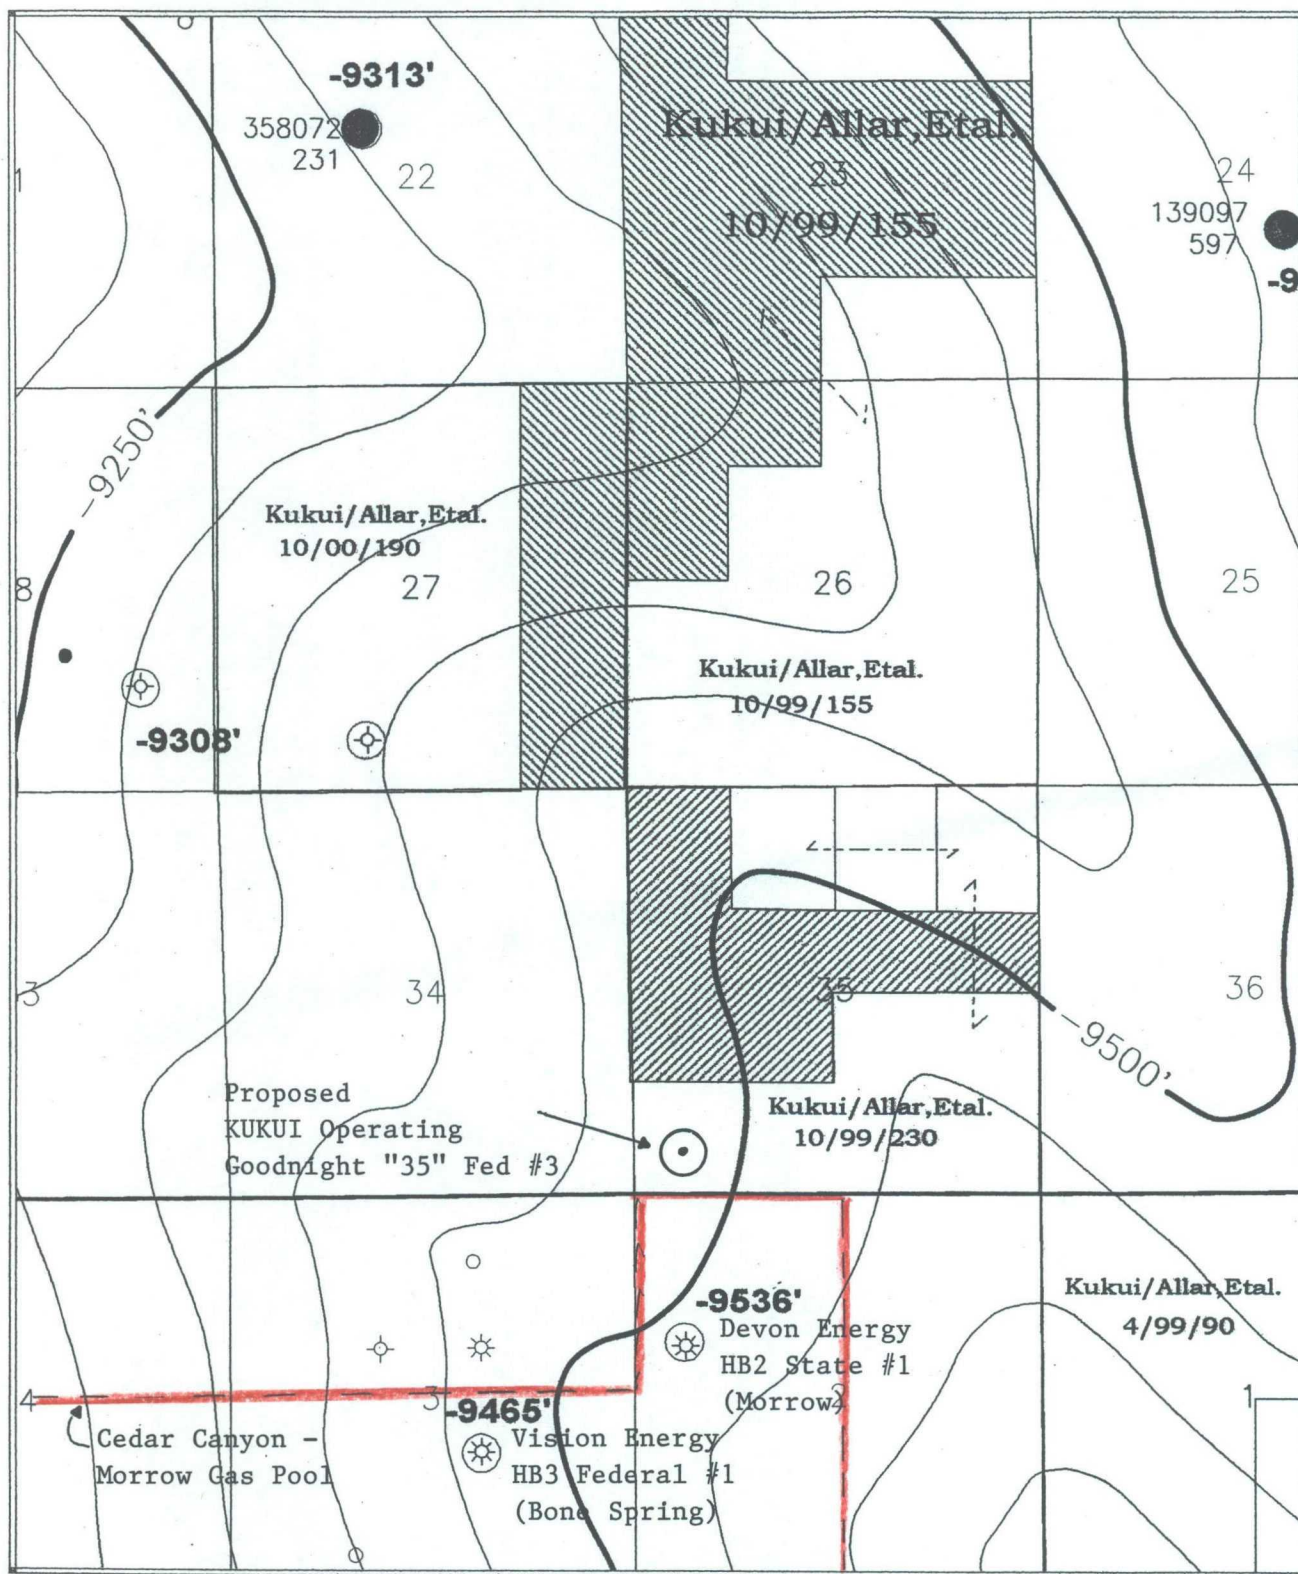 -9313'
358072
231
22
Kukui/Allar,Etal.
23
10/99/155
24
139097
597
-9
-9250'
Kukui/Allar,Etal.
10/00/190
27
8
26
25
Kukui/Allar,Etal.
10/99/155
-9308'
3
34
35
36
-9500'
Proposed
KUKUI Operating
Goodnight "35" Fed #3
Kukui/Allar,Etal.
10/99/230
-9536'
Devon Energy
HB2 State #1
(Morrow)
2
Kukui/Allar,Etal.
4/99/90
1
4
3
-9465'
Cedar Canyon -
Morrow Gas Pool
Vision Energy
HB3 Federal #1
(Bone Spring)